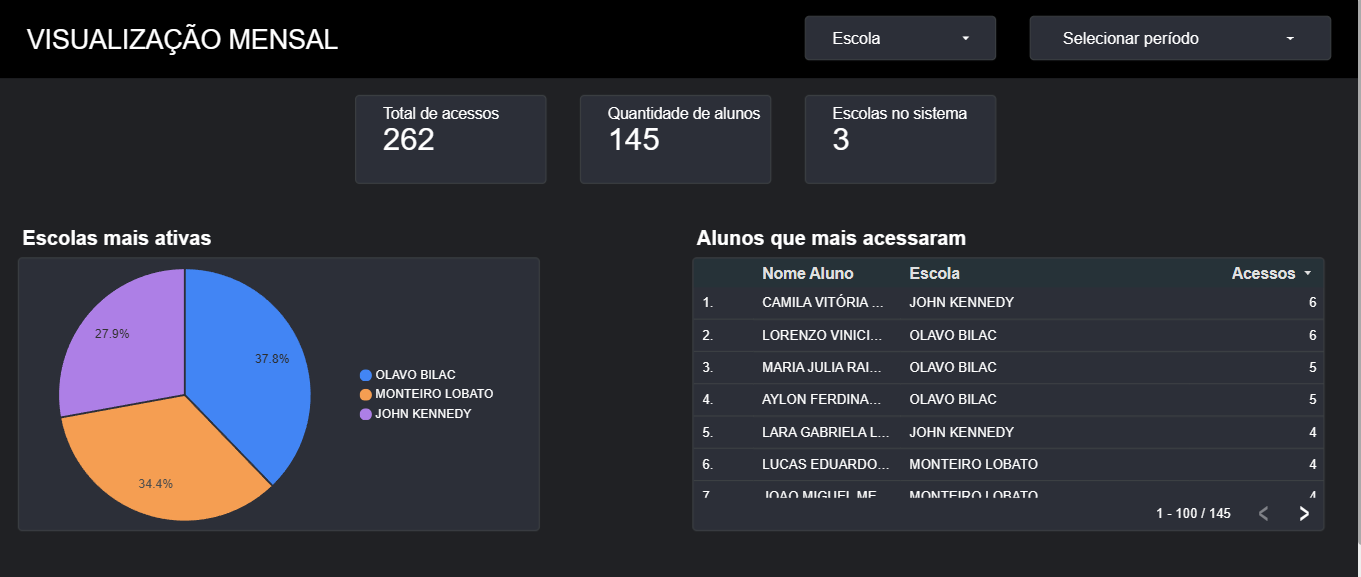 VISUALIZAÇÃO MENSAL
Escola
Selecionar período
Total de acessos
262
Quantidade de alunos
145
Escolas no sistema
3
Escolas mais ativas
27.9%
37.8%
34.4%
OLAVO BILAC
MONTEIRO LOBATO
JOHN KENNEDY
Alunos que mais acessaram
Nome Aluno Escola Acessos
1. CAMILA VITÓRIA ... JOHN KENNEDY 6
2. LORENZO VINICI... OLAVO BILAC 6
3. MARIA JULIA RAI... OLAVO BILAC 5
4. AYLON FERDINA... OLAVO BILAC 5
5. LARA GABRIELA L... JOHN KENNEDY 4
6. LUCAS EDUARDO... MONTEIRO LOBATO 4
7. JOAO MIGUEL ME... MONTEIRO LOBATO 4
1 - 100 / 145